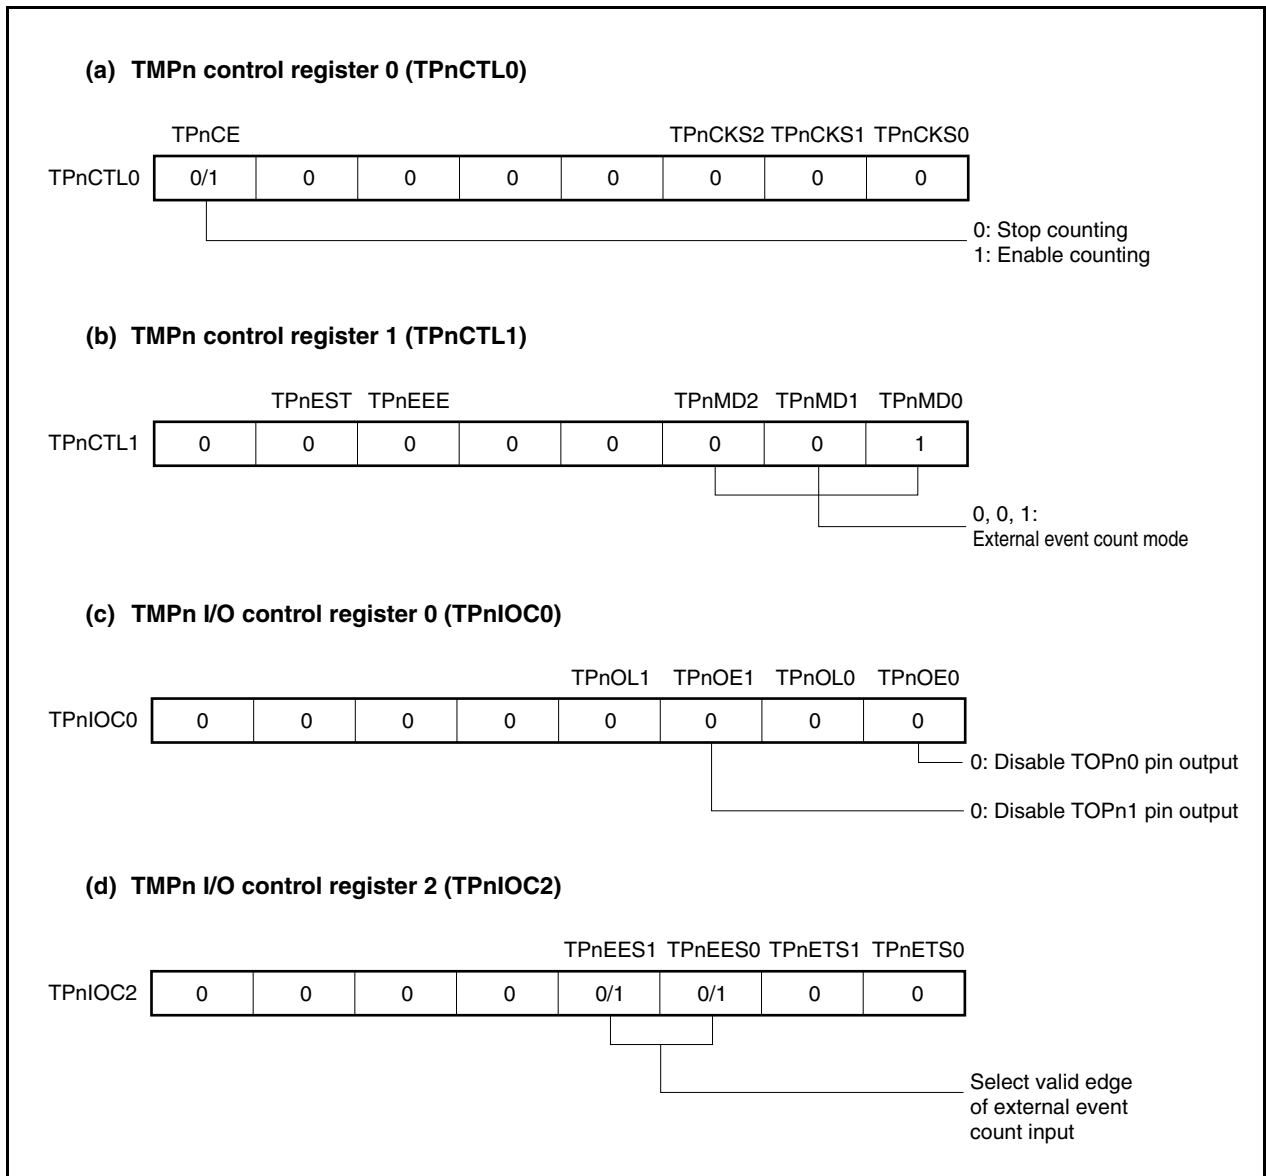 (a) TMPn control register 0 (TPnCTL0)
TPnCE TPnCKS2 TPnCKS1 TPnCKS0
TPnCTL0 0/1 0 0 0 0 0 0 0
0: Stop counting
1: Enable counting
(b) TMPn control register 1 (TPnCTL1)
TPnEST TPnEEE TPnMD2 TPnMD1 TPnMD0
TPnCTL1 0 0 0 0 0 0 0 1
0, 0, 1:
External event count mode
(c) TMPn I/O control register 0 (TPnIOC0)
TPnOL1 TPnOE1 TPnOL0 TPnOE0
TPnIOC0 0 0 0 0 0 0 0 0
0: Disable TOPn0 pin output
0: Disable TOPn1 pin output
(d) TMPn I/O control register 2 (TPnIOC2)
TPnEES1 TPnEES0 TPnETS1 TPnETS0
TPnIOC2 0 0 0 0 0/1 0/1 0 0
Select valid edge
of external event
count input